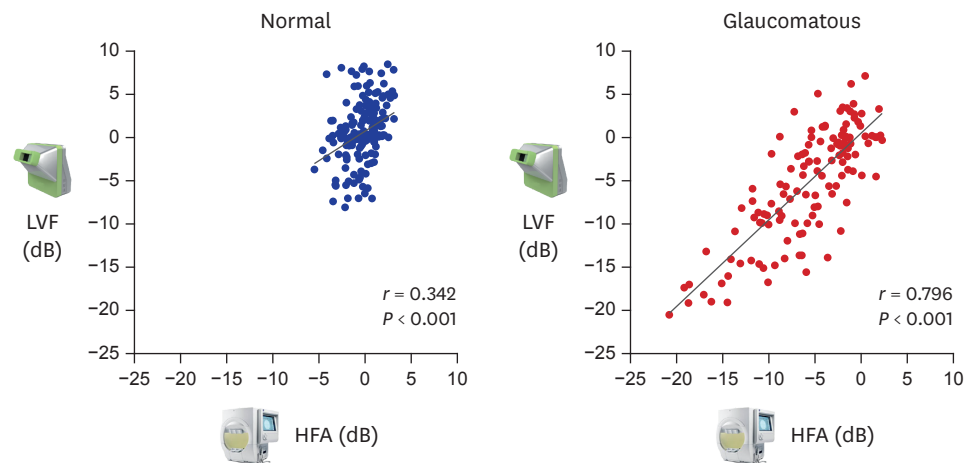 Normal
10
5
0
−5
−10
−15
−20
−25
LVF
(dB)
r = 0.342
P < 0.001
−25 −20 −15 −10 −5 0 5 10
HFA (dB)
Glaucomatous
10
5
0
−5
−10
−15
−20
−25
LVF
(dB)
r = 0.796
P < 0.001
−25 −20 −15 −10 −5 0 5 10
HFA (dB)